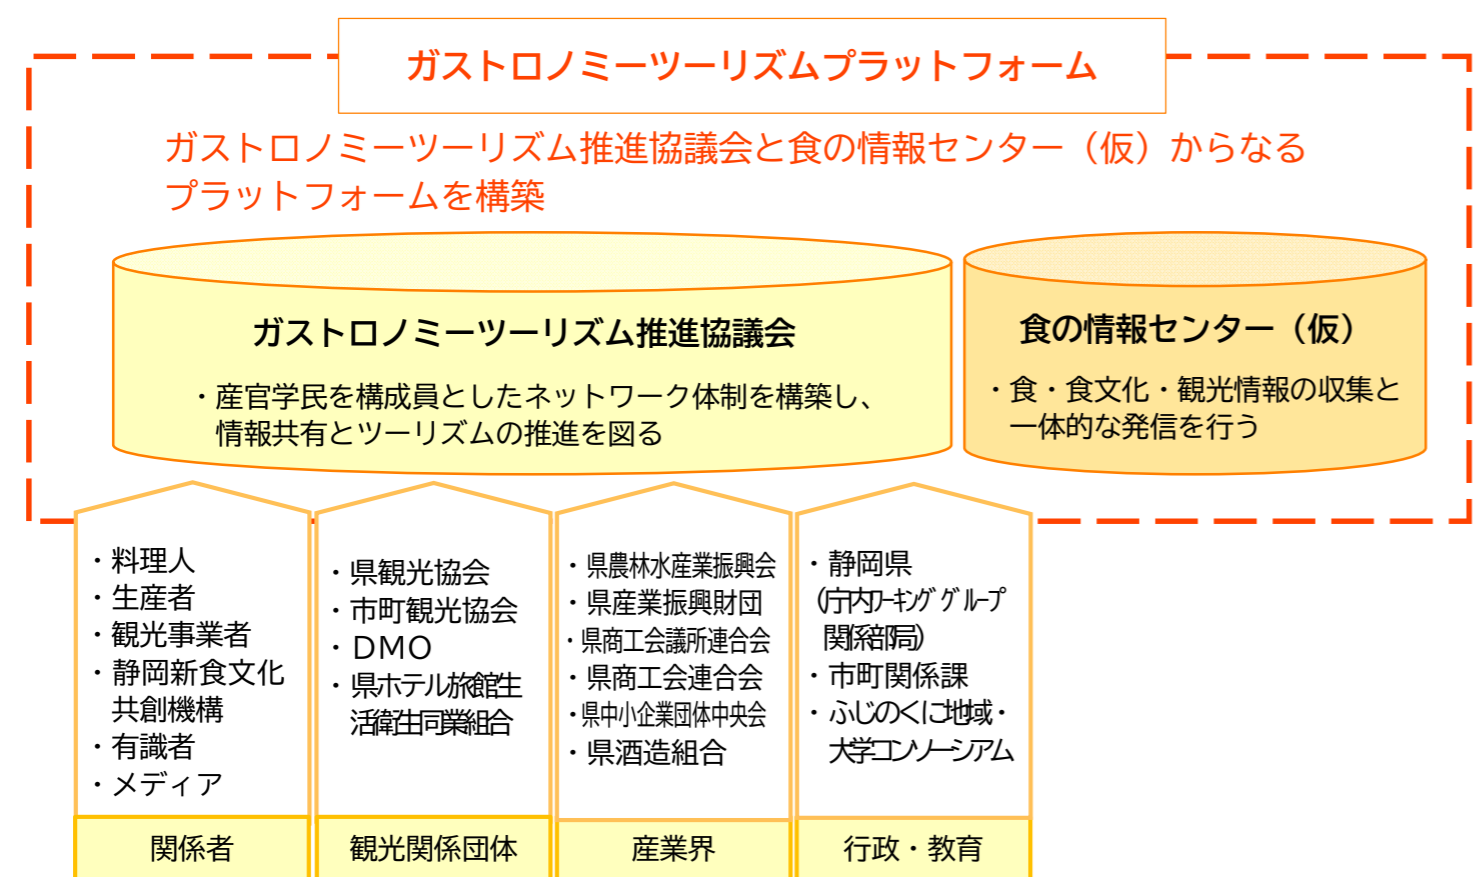 ガストロノミーツーリズムプラットフォーム
ガストロノミーツーリズム推進協議会と食の情報センター（仮）からなる
プラットフォームを構築
ガストロノミーツーリズム推進協議会
・産官学民を構成員としたネットワーク体制を構築し、
情報共有とツーリズムの推進を図る
食の情報センター（仮）
・食・食文化・観光情報の収集と
一体的な発信を行う
・料理人
・生産者
・観光事業者
・静岡新食文化
共創機構
・有識者
・メディア
関係者
・県観光協会
・市町観光協会
・ＤＭＯ
・県ホテル旅館生
活衛生同業組合
観光関係団体
・県農林水産業振興会
・県産業振興財団
・県商工会議所連合会
・県商工会連合会
・県中小企業団体中央会
・県酒造組合
産業界
・静岡県
（庁内ﾜｰｷﾝｸﾞｸﾞﾙｰﾌﾟ
関係部局）
・市町関係課
・ふじのくに地域・
大学コンソーシアム
行政・教育